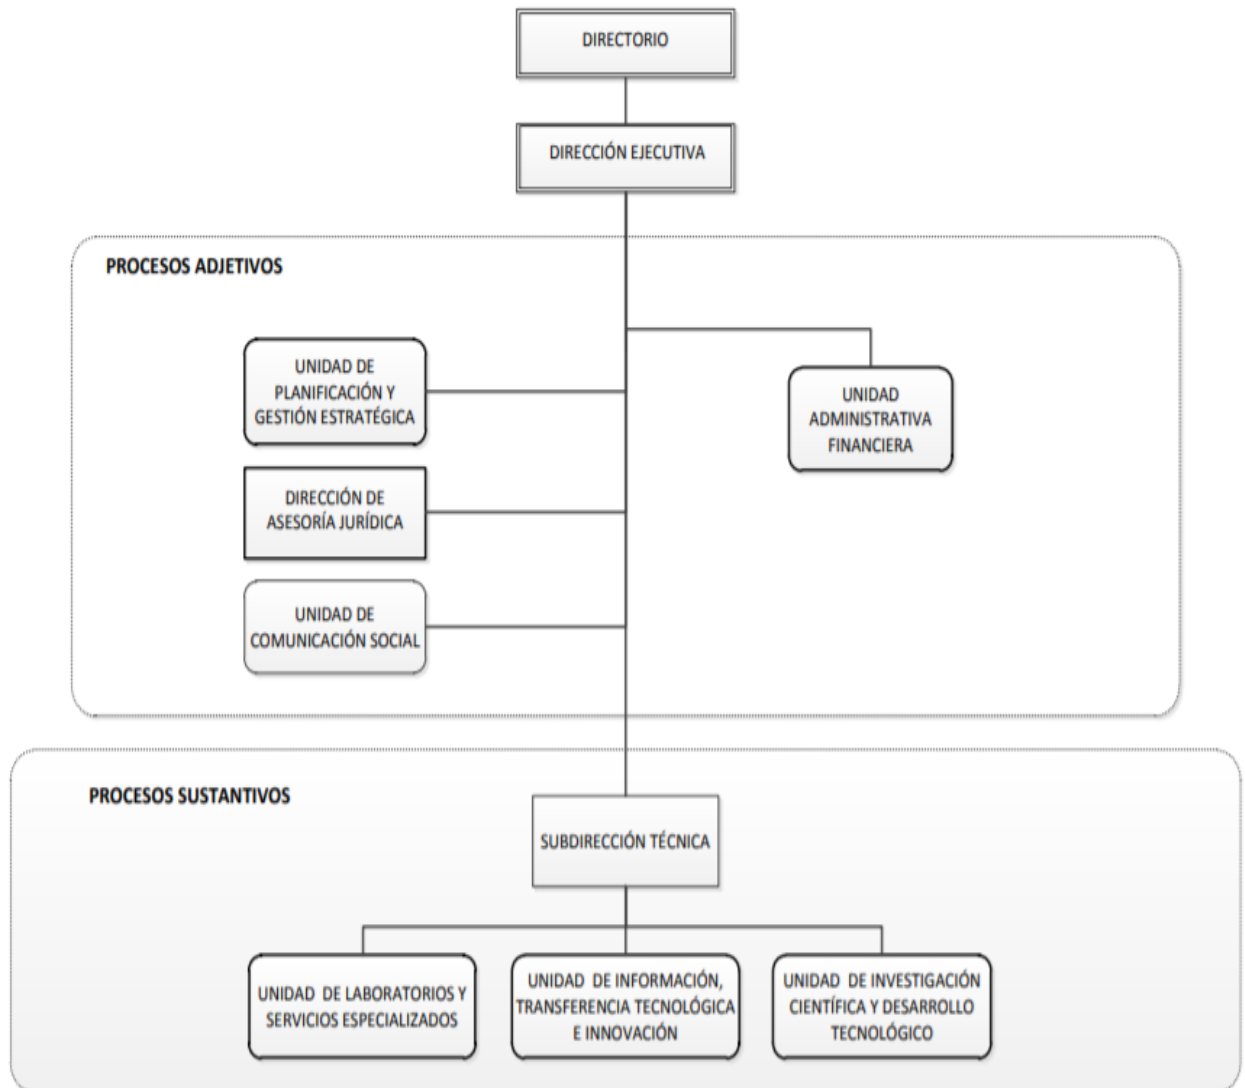 DIRECTORIO
DIRECCIÓN EJECUTIVA
PROCESOS ADJETIVOS
UNIDAD DE
PLANIFICACIÓN Y
GESTIÓN ESTRATÉGICA
UNIDAD
ADMINISTRATIVA
FINANCIERA
DIRECCIÓN DE
ASESORÍA JURÍDICA
UNIDAD DE
COMUNICACIÓN SOCIAL
PROCESOS SUSTANTIVOS
SUBDIRECCIÓN TÉCNICA
UNIDAD DE LABORATORIOS Y
SERVICIOS ESPECIALIZADOS
UNIDAD DE INFORMACIÓN,
TRANSFERENCIA TECNOLÓGICA
E INNOVACIÓN
UNIDAD DE INVESTIGACIÓN
CIENTÍFICA Y DESARROLLO
TECNOLÓGICO